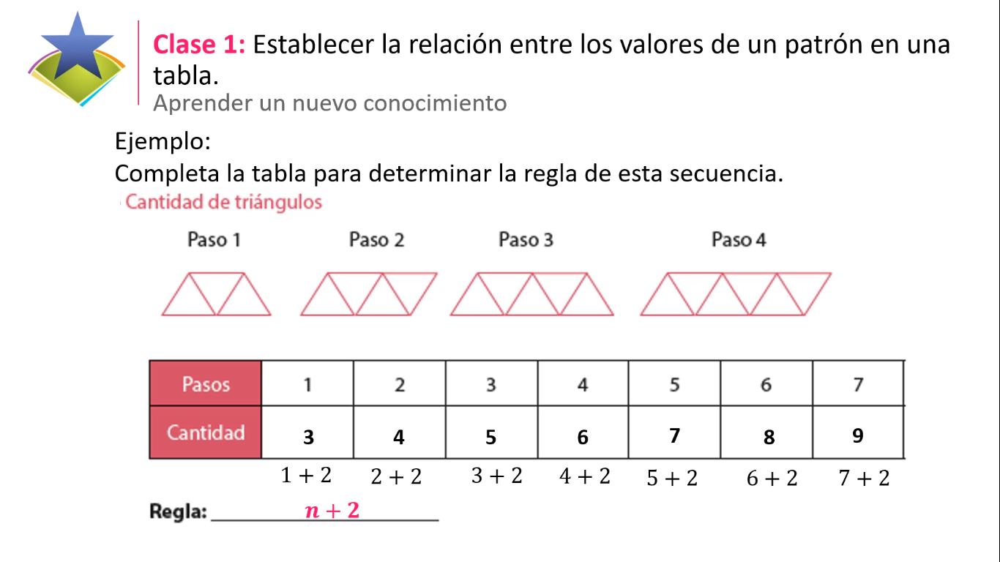 Clase 1: Establecer la relación entre los valores de un patrón en una
tabla.
Aprender un nuevo conocimiento
Ejemplo:
Completa la tabla para determinar la regla de esta secuencia.
Cantidad de triángulos
Paso 1 Paso 2 Paso 3 Paso 4
Pasos 1 2 3 4 5 6 7
Cantidad 3 4 5 6 7 8 9
1 + 2 2 + 2 3 + 2 4 + 2 5 + 2 6 + 2 7 + 2
Regla: n + 2